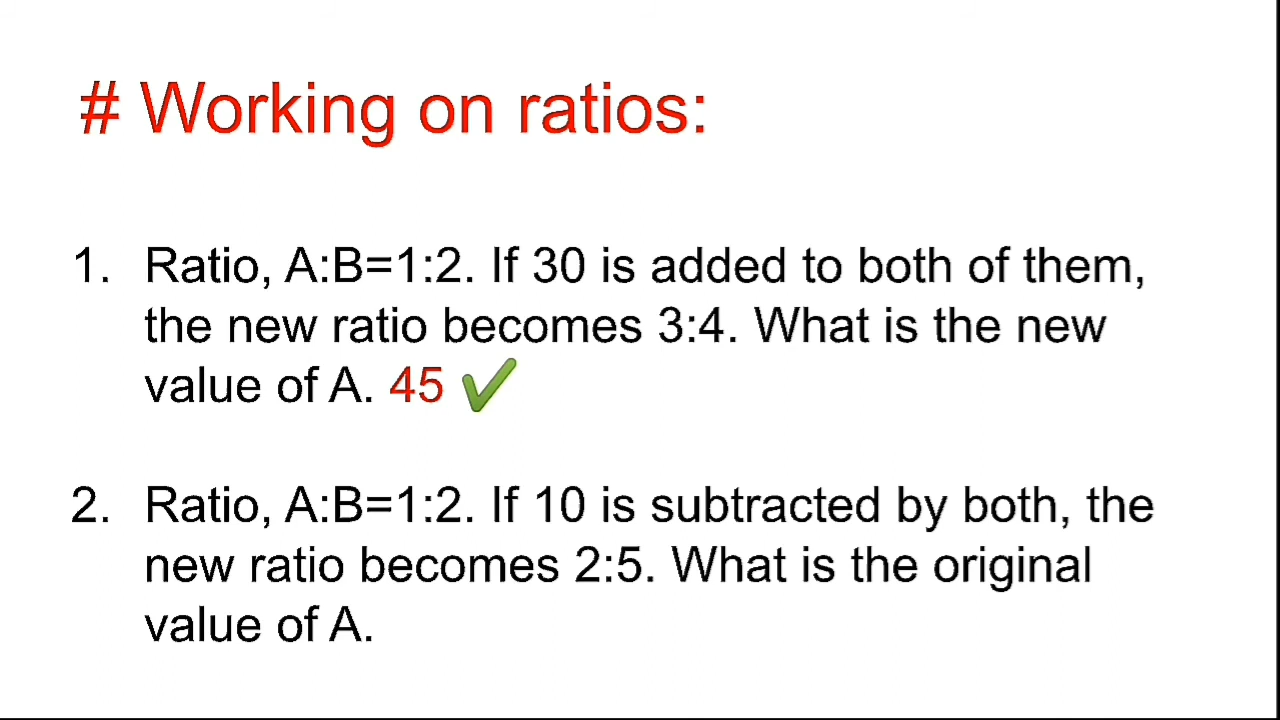 # Working on ratios:
1. Ratio, A:B=1:2. If 30 is added to both of them,
the new ratio becomes 3:4. What is the new
value of A. 45 ✔
2. Ratio, A:B=1:2. If 10 is subtracted by both, the
new ratio becomes 2:5. What is the original
value of A.